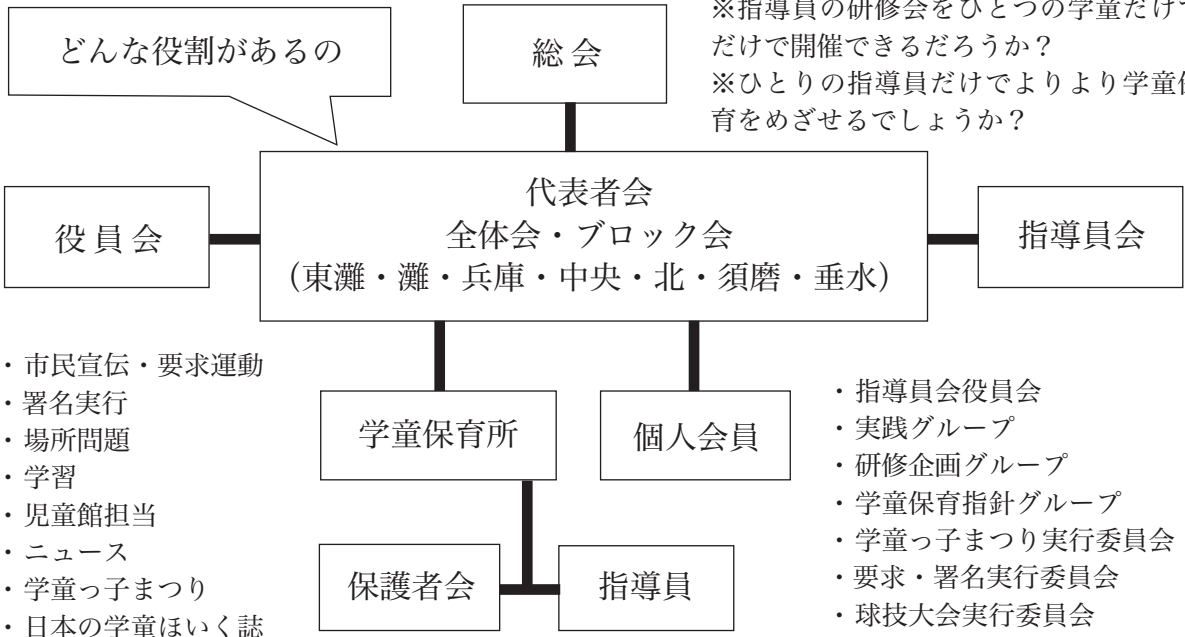 ※指導員の研修会をひとつの学童だけ
だけで開催できるだろうか？
※ひとりの指導員だけでよりより学童
育をめざせるでしょうか？
どんな役割があるの
総 会
代表者会
全体会・ブロック会
（東灘・灘・兵庫・中央・北・須磨・垂水）
役 員 会
指導員会
学童保育所
個人会員
保護者会
指導員
・市民宣伝・要求運動
・署名実行
・場所問題
・学習
・児童館担当
・ニュース
・学童っ子まつり
・日本の学童ほいく誌
・指導員会役員会
・実践グループ
・研修企画グループ
・学童保育指針グループ
・学童っ子まつり実行委員会
・要求・署名実行委員会
・球技大会実行委員会